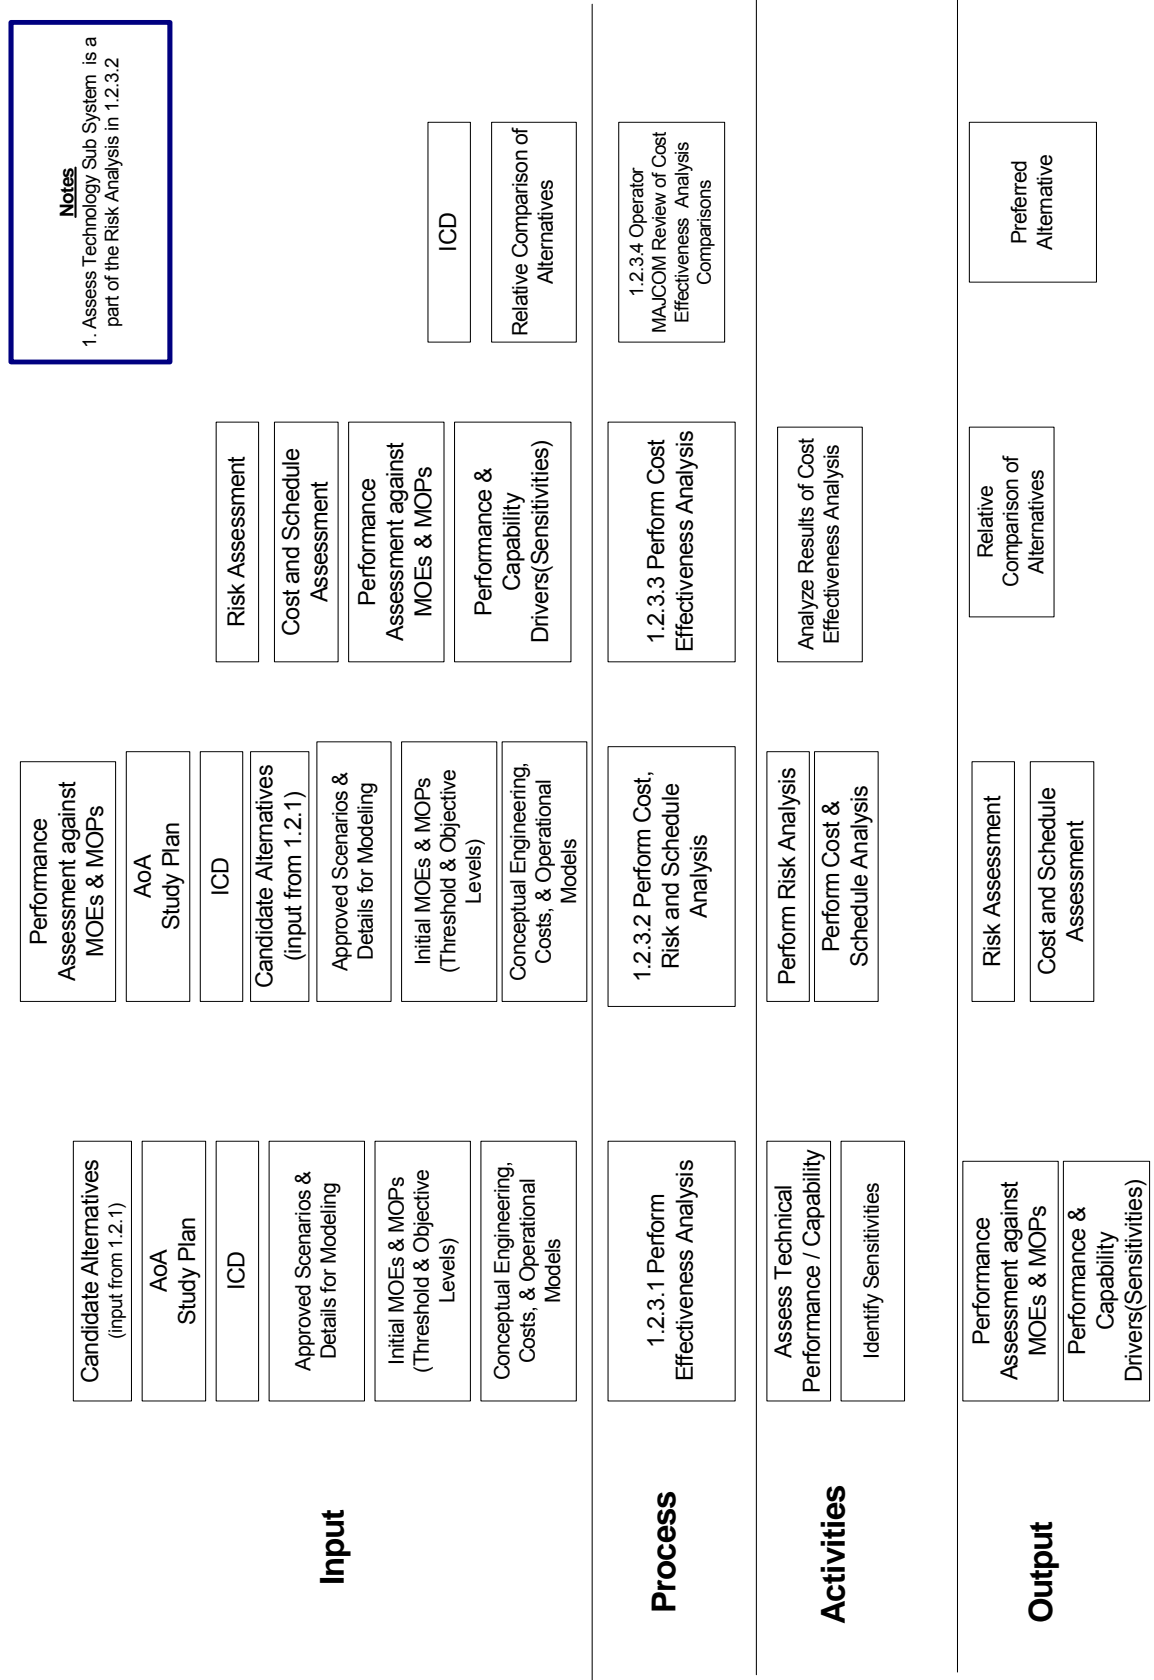 Notes
1. Assess Technology Sub System is a
part of the Risk Analysis in 1.2.3.2
Input
Candidate Alternatives
(input from 1.2.1)
AoA
Study Plan
ICD
Approved Scenarios &
Details for Modeling
Initial MOEs & MOPs
(Threshold & Objective
Levels)
Conceptual Engineering,
Costs, & Operational
Models
Performance
Assessment against
MOEs & MOPs
AoA
Study Plan
ICD
Candidate Alternatives
(input from 1.2.1)
Approved Scenarios &
Details for Modeling
Initial MOEs & MOPs
(Threshold & Objective
Levels)
Conceptual Engineering,
Costs, & Operational
Models
Risk Assessment
Cost and Schedule
Assessment
Performance
Assessment against
MOEs & MOPs
Performance &
Capability
Drivers(Sensitivities)
ICD
Relative Comparison of
Alternatives
Process
1.2.3.1 Perform
Effectiveness Analysis
1.2.3.2 Perform Cost,
Risk and Schedule
Analysis
1.2.3.3 Perform Cost
Effectiveness Analysis
1.2.3.4 Operator
MAJCOM Review of Cost
Effectiveness Analysis
Comparisons
Activities
Assess Technical
Performance / Capability
Identify Sensitivities
Perform Risk Analysis
Perform Cost &
Schedule Analysis
Analyze Results of Cost
Effectiveness Analysis
Output
Performance
Assessment against
MOEs & MOPs
Performance &
Capability
Drivers(Sensitivities)
Risk Assessment
Cost and Schedule
Assessment
Relative
Comparison of
Alternatives
Preferred
Alternative